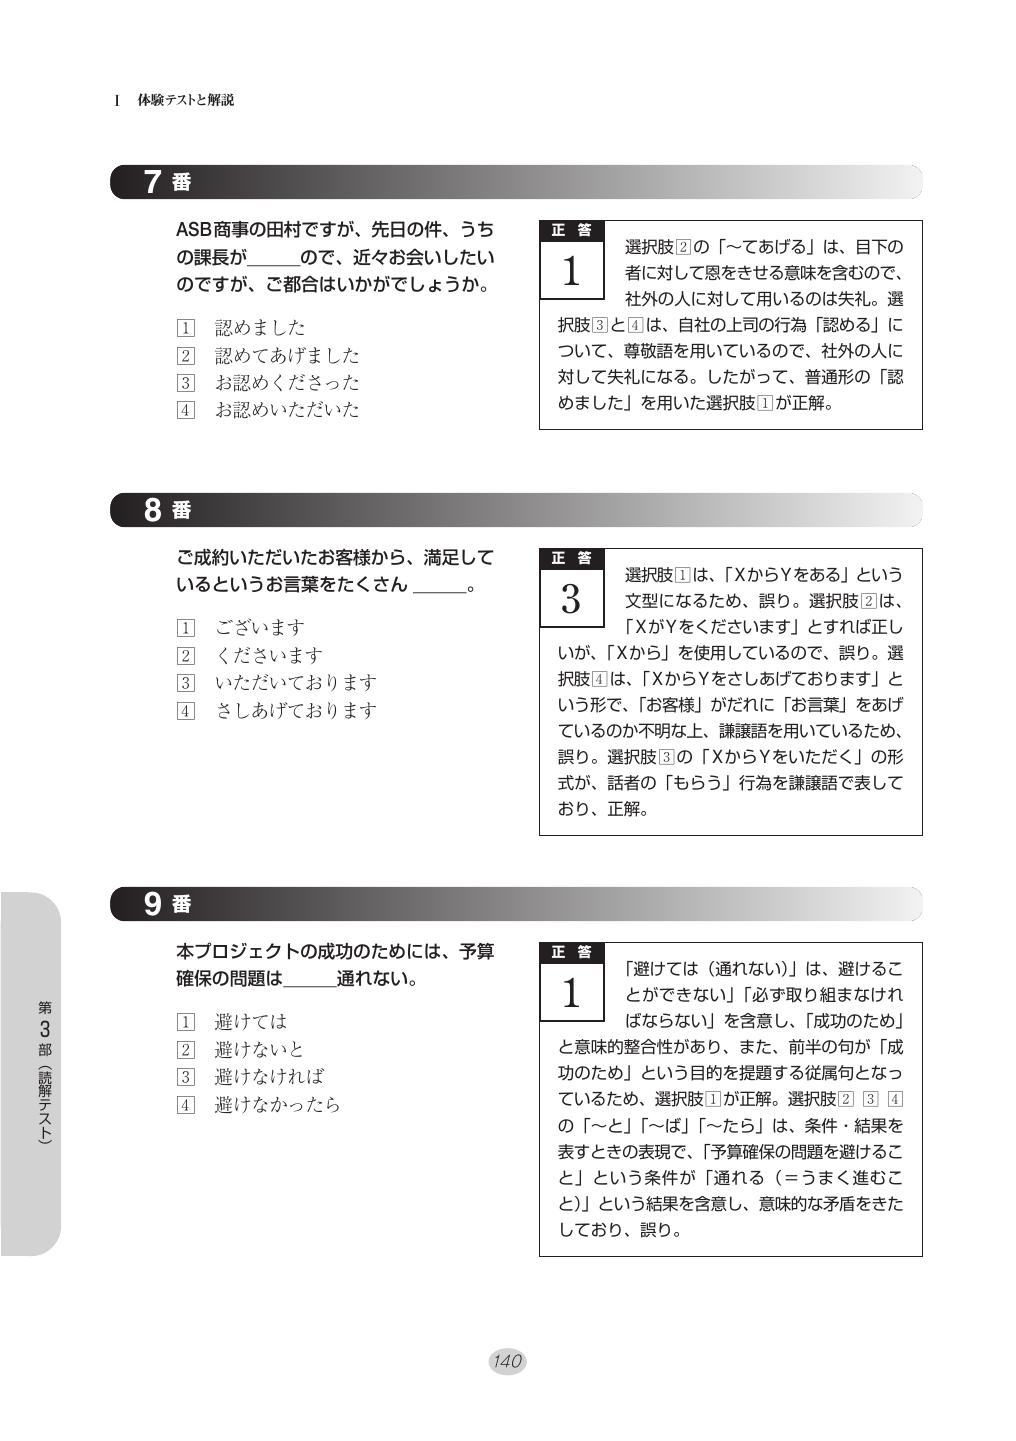 I 体験テストと解説
7 番
ASB商事の田村ですが、先日の件、うち
の課長が______ので、近々お会いしたい
のですが、ご都合はいかがでしょうか。
1 認めました
2 認めてあげました
3 お認めくださった
4 お認めいただいた
正 答
1
選択肢2の「～てあげる」は、目下の
者に対して恩をきせる意味を含むので、
社外の人に対して用いるのは失礼。選
択肢3と4は、自社の上司の行為「認める」に
ついて、尊敬語を用いているので、社外の人に
対して失礼になる。したがって、普通形の「認
めました」を用いた選択肢1が正解。
8 番
ご成約いただいたお客様から、満足して
いるというお言葉をたくさん ______。
1 ございます
2 くださいます
3 いただいております
4 さしあげております
正 答
3
選択肢1は、「XからYをある」という
文型になるため、誤り。選択肢2は、
「XがYをくださいます」とすれば正し
いが、「Xから」を使用しているので、誤り。選
択肢4は、「XからYをさしあげております」と
いう形で、「お客様」がだれに「お言葉」をあげ
ているのか不明な上、謙譲語を用いているため、
誤り。選択肢3の「XからYをいただく」の形
式が、話者の「もらう」行為を謙譲語で表して
おり、正解。
9 番
本プロジェクトの成功のためには、予算
確保の問題は______通れない。
1 避けては
2 避けないと
3 避けなければ
4 避けなかったら
正 答
1
「避けては（通れない）」は、避けるこ
とができない」「必ず取り組まなけれ
ばならない」を含意し、「成功のため」
と意味的整合性があり、また、前半の句が「成
功のため」という目的を提題する従属句となっ
ているため、選択肢1が正解。選択肢2 3 4
の「～と」「～ば」「～たら」は、条件・結果を
表すときの表現で、「予算確保の問題を避けるこ
と」という条件が「通れる（＝うまく進むこ
と）」という結果を含意し、意味的な矛盾をきた
しており、誤り。
第3部（読解テスト）
140